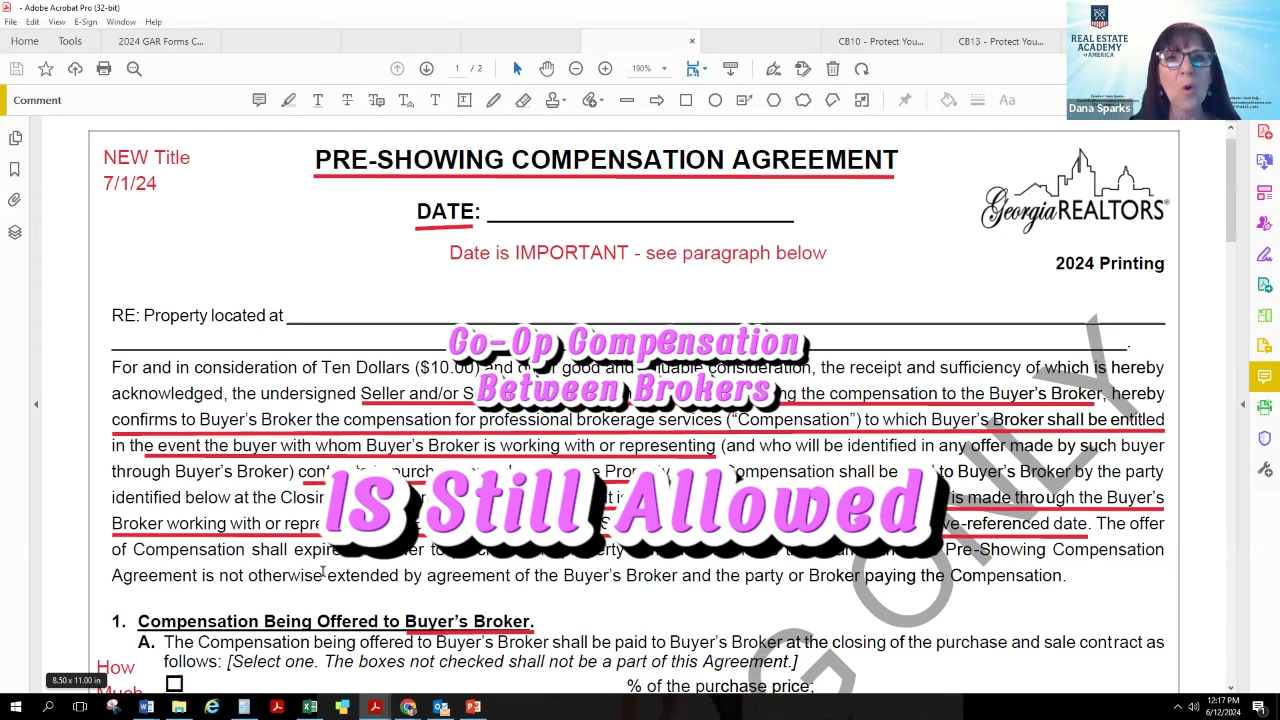 - Adobe Acrobat Pro (32-bit)
File Edit View E-Sign Window Help
Home Tools 2024 GAR Forms C... CB10 - Protect You... CB13 - Protect You...
/ 2 190%
Comment
Aa
REAL ESTATE
ACADEMY
OF AMERICA
Dana Sparks
NEW Title
7/1/24
PRE-SHOWING COMPENSATION AGREEMENT
DATE:
Date is IMPORTANT - see paragraph below
Georgia REALTORS®
2024 Printing
RE: Property located at
Co-Op Compensation
Between Brokers
Is Still Allowed
For and in consideration of Ten Dollars ($10.00) and good and valuable consideration, the receipt and sufficiency of which is hereby
acknowledged, the undersigned Seller and/or the compensation to the Buyer's Broker, hereby
confirms to Buyer's Broker the compensation for professional brokerage services ("Compensation") to which Buyer's Broker shall be entitled
in the event the buyer with whom Buyer's Broker is working with or representing (and who will be identified in any offer made by such buyer
through Buyer's Broker) Compensation shall be to Buyer's Broker by the party
identified below at the is made through the Buyer's
Broker working with or -referenced date. The offer
of Compensation shall Pre-Showing Compensation
Agreement is not otherwise extended by agreement of the Buyer's Broker and the party or Broker paying the Compensation.
1. Compensation Being Offered to Buyer's Broker.
A. The Compensation being offered to Buyer's Broker shall be paid to Buyer's Broker at the closing of the purchase and sale contract as
follows: [Select one. The boxes not checked shall not be a part of this Agreement.]
How
Much
% of the purchase price;
8.50 x 11.00 in
ONLY
12:17 PM
6/12/2024